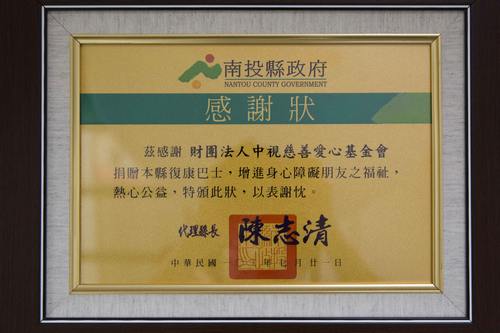 南投縣政府
NANTOU COUNTY GOVERNMENT
感謝狀
茲感謝 財團法人中視慈善愛心基金會
捐贈本縣復康巴士，增進身心障礙朋友之福祉，
熱心公益，特頒此狀，以表謝忱。
代理縣長 陳志清
中華民國一〇三年七月廿一日